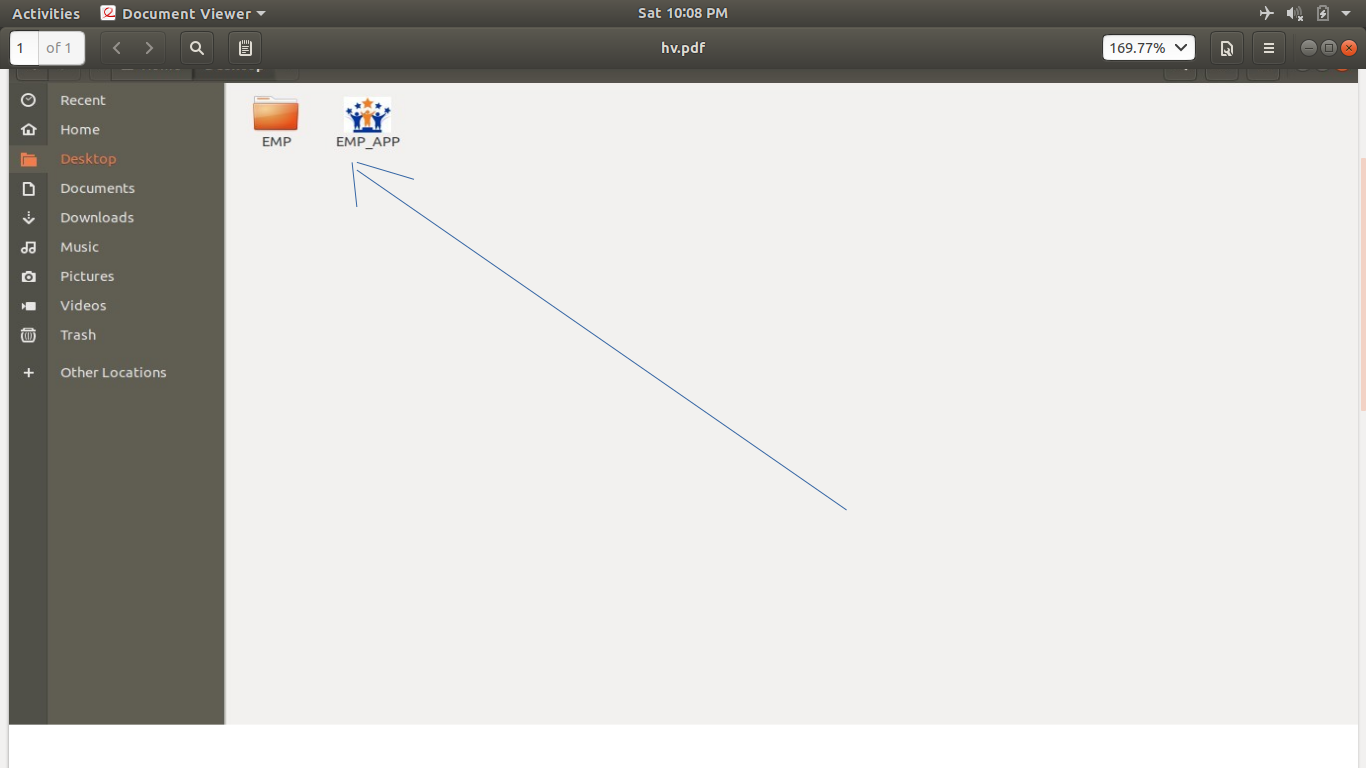 Activities Document Viewer Sat 10:08 PM
1 of 1 hv.pdf 169.77%
Recent
Home
Desktop
Documents
Downloads
Music
Pictures
Videos
Trash
Other Locations
EMP EMP_APP